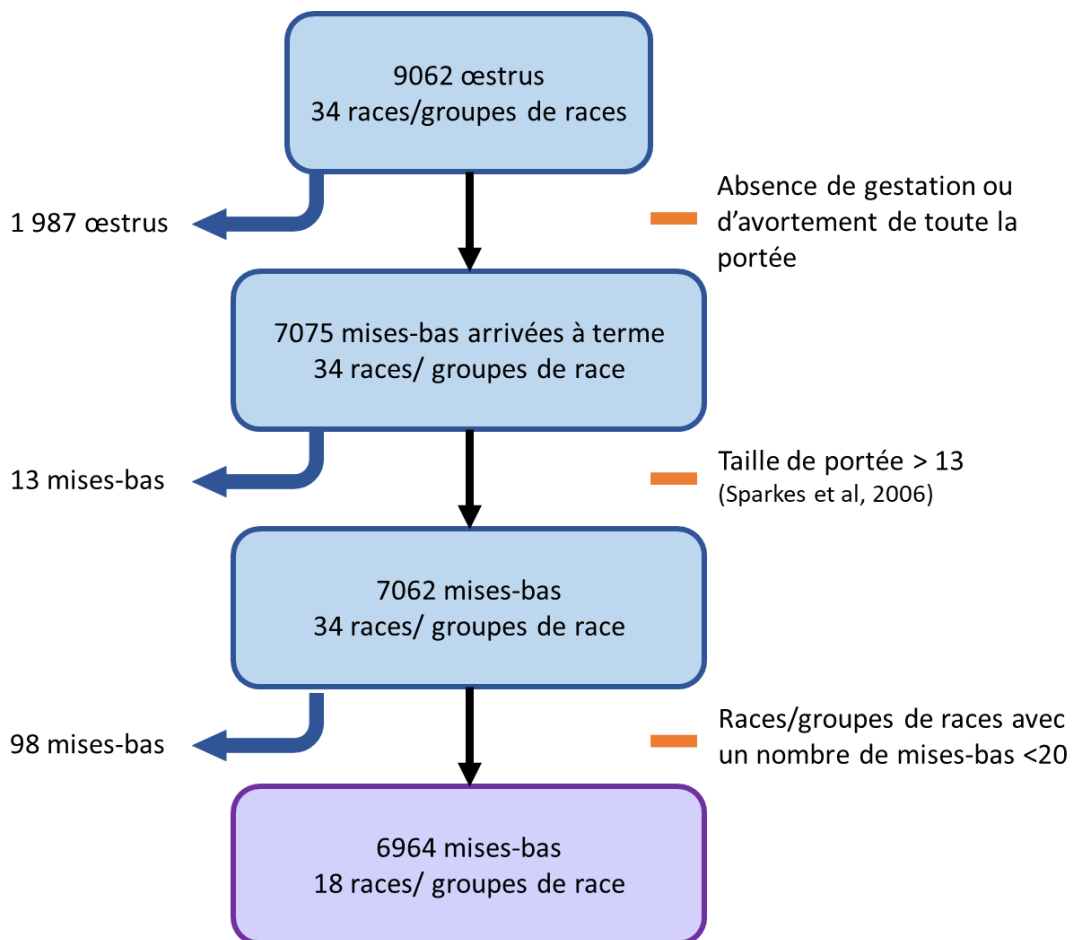 9062 œstrus
34 races/groupes de races
1 987 œstrus
Absence de gestation ou
d’avortement de toute la
portée
7075 mises-bas arrivées à terme
34 races/ groupes de race
13 mises-bas
Taille de portée > 13
(Sparkes et al, 2006)
7062 mises-bas
34 races/ groupes de race
98 mises-bas
Races/groupes de races avec
un nombre de mises-bas <20
6964 mises-bas
18 races/ groupes de race